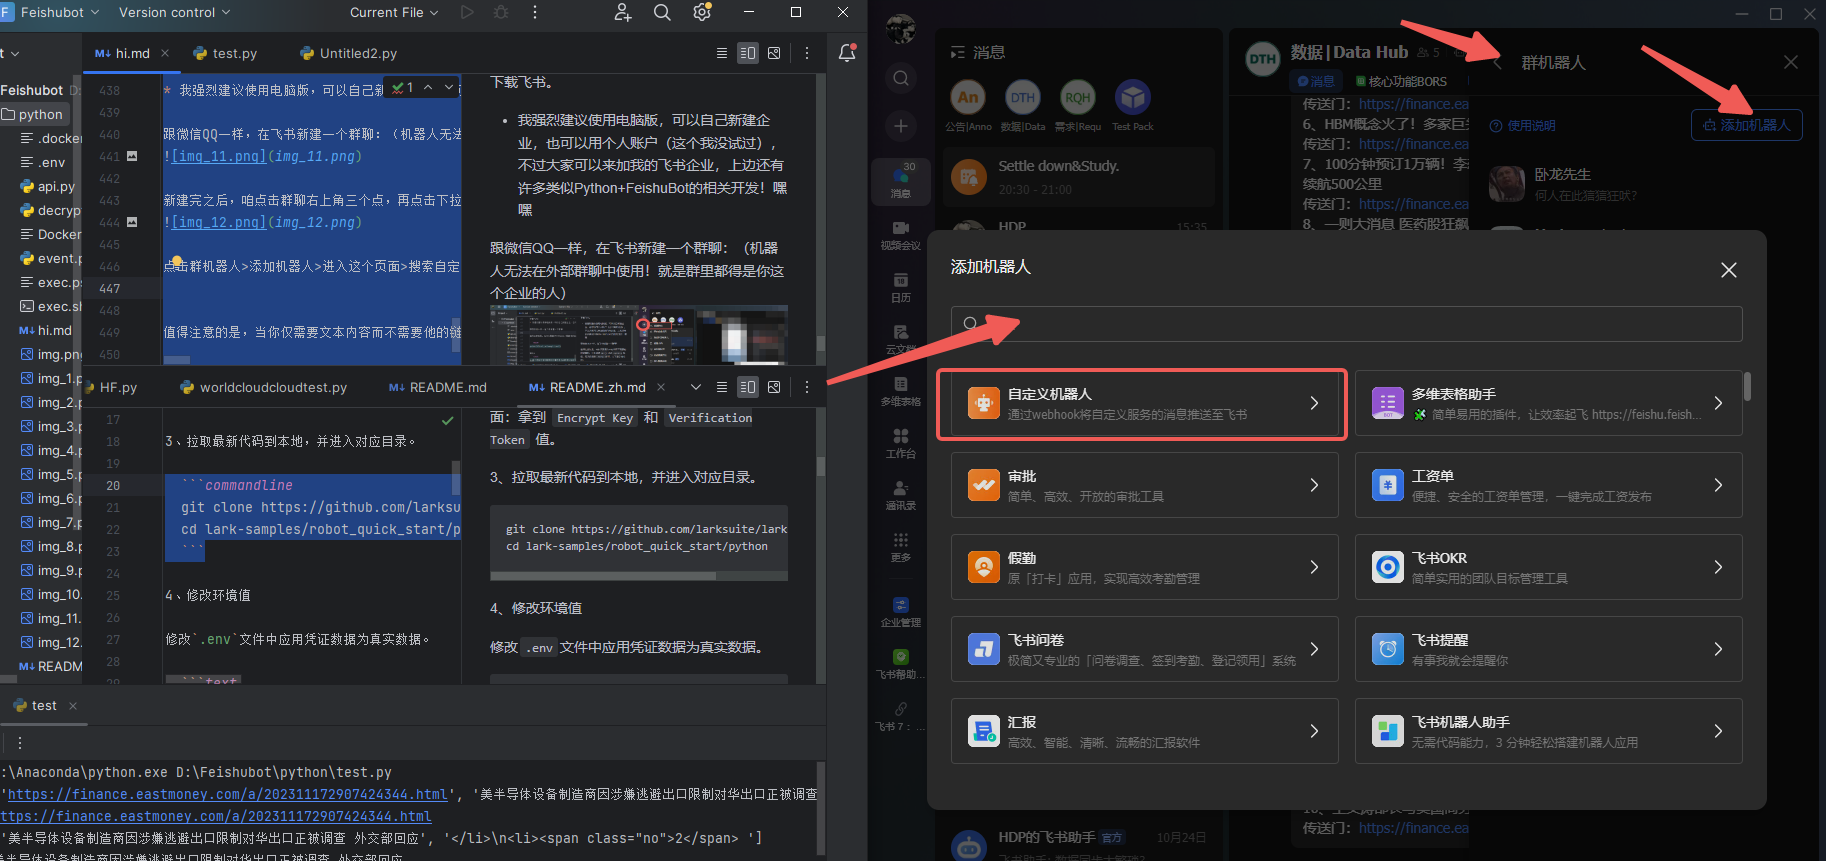 Feishubot
Version control
Current File
Feishubot
python
.docker
.env
api.py
decryp
Docker
event.p
exec.ps
exec.sh
hi.md
img.png
img_1.p
img_2.p
img_3.p
img_4.p
img_5.p
img_6.p
img_7.p
img_8.p
img_9.p
img_10.
img_11.
img_12.
README
hi.md
test.py
Untitled2.py
438
439
440
441
442
443
444
445
446
447
448
449
450
* 我强烈建议使用电脑版，可以自己新
1
跟微信QQ一样，在飞书新建一个群聊：（机器人无法
![img_11.png](img_11.png)
新建完之后，咱点击群聊右上角三个点，再点击下拉
![img_12.png](img_12.png)
点击群机器人>添加机器人>进入这个页面>搜索自定
值得注意的是，当你仅需要文本内容而不需要他的链
下载飞书。
• 我强烈建议使用电脑版，可以自己新建企
业，也可以用个人账户（这个我没试过），
不过大家可以来加我的飞书企业，上边还有
许多类似Python+FeishuBot的相关开发！嘿
嘿
跟微信QQ一样，在飞书新建一个群聊：（机器
人无法在外部群聊中使用！就是群里都得是你这
个企业的人）
HF.py
worldcloudcloudtest.py
README.md
README.zh.md
17
18
19
20
21
22
23
24
25
26
27
28
29
3、拉取最新代码到本地，并进入对应目录。
```commandline
git clone https://github.com/larksu
cd lark-samples/robot_quick_start/p
```
4、修改环境值
修改`.env`文件中应用凭证数据为真实数据。
```text
面：拿到 Encrypt Key 和 Verification
Token 值。
3、拉取最新代码到本地，并进入对应目录。
git clone https://github.com/larksuite/lark
cd lark-samples/robot_quick_start/python
4、修改环境值
修改 .env 文件中应用凭证数据为真实数据。
test
:\Anaconda\python.exe D:\Feishubot\python\test.py
'https://finance.eastmoney.com/a/202311172907424344.html', '美半导体设备制造商因涉嫌逃避出口限制对华出口正被调查
ttps://finance.eastmoney.com/a/202311172907424344.html
'美半导体设备制造商因涉嫌逃避出口限制对华出口正被调查 外交部回应', '</li>\n<li><span class="no">2</span> ']
美半导体设备制造商因涉嫌逃避出口限制对华出口正被调查 外交部回应
30
消息
视频会议
日历
云文档
多维表格
工作台
通讯录
更多
企业管理
飞书帮助...
飞书 7 : ...
消息
An
DTH
RQH
公告|Anno
数据|Data
需求|Requ
Test Pack
Settle down&Study.
20:30 - 21:00
HDP
15:35
HDP的飞书助手 官方
10月24日
DTH
数据|Data Hub
5
消息
核心功能BORS
传送门：https://finance.ea
6、HBM概念火了！多家巨头
传送门：https://finance.ea
7、100分钟预订1万辆！李
续航500公里
传送门：https://finance.ea
8、一则大消息 医药股狂飙
传送门：https://finance.ea
群机器人
使用说明
添加机器人
卧龙先生
何人在此猖猖狂吠？
添加机器人
自定义机器人
通过webhook将自定义服务的消息推送至飞书
多维表格助手
简单易用的插件，让效率起飞 https://feishu.feish...
审批
简单、高效、开放的审批工具
工资单
便捷、安全的工资单管理，一键完成工资发布
假勤
原「打卡」应用，实现高效考勤管理
飞书OKR
简单实用的团队目标管理工具
飞书问卷
极简又专业的「问卷调查、签到考勤、登记领用」系统
飞书提醒
有事我就会提醒你
汇报
高效、智能、清晰、流畅的汇报软件
飞书机器人助手
无需代码能力，3 分钟轻松搭建机器人应用